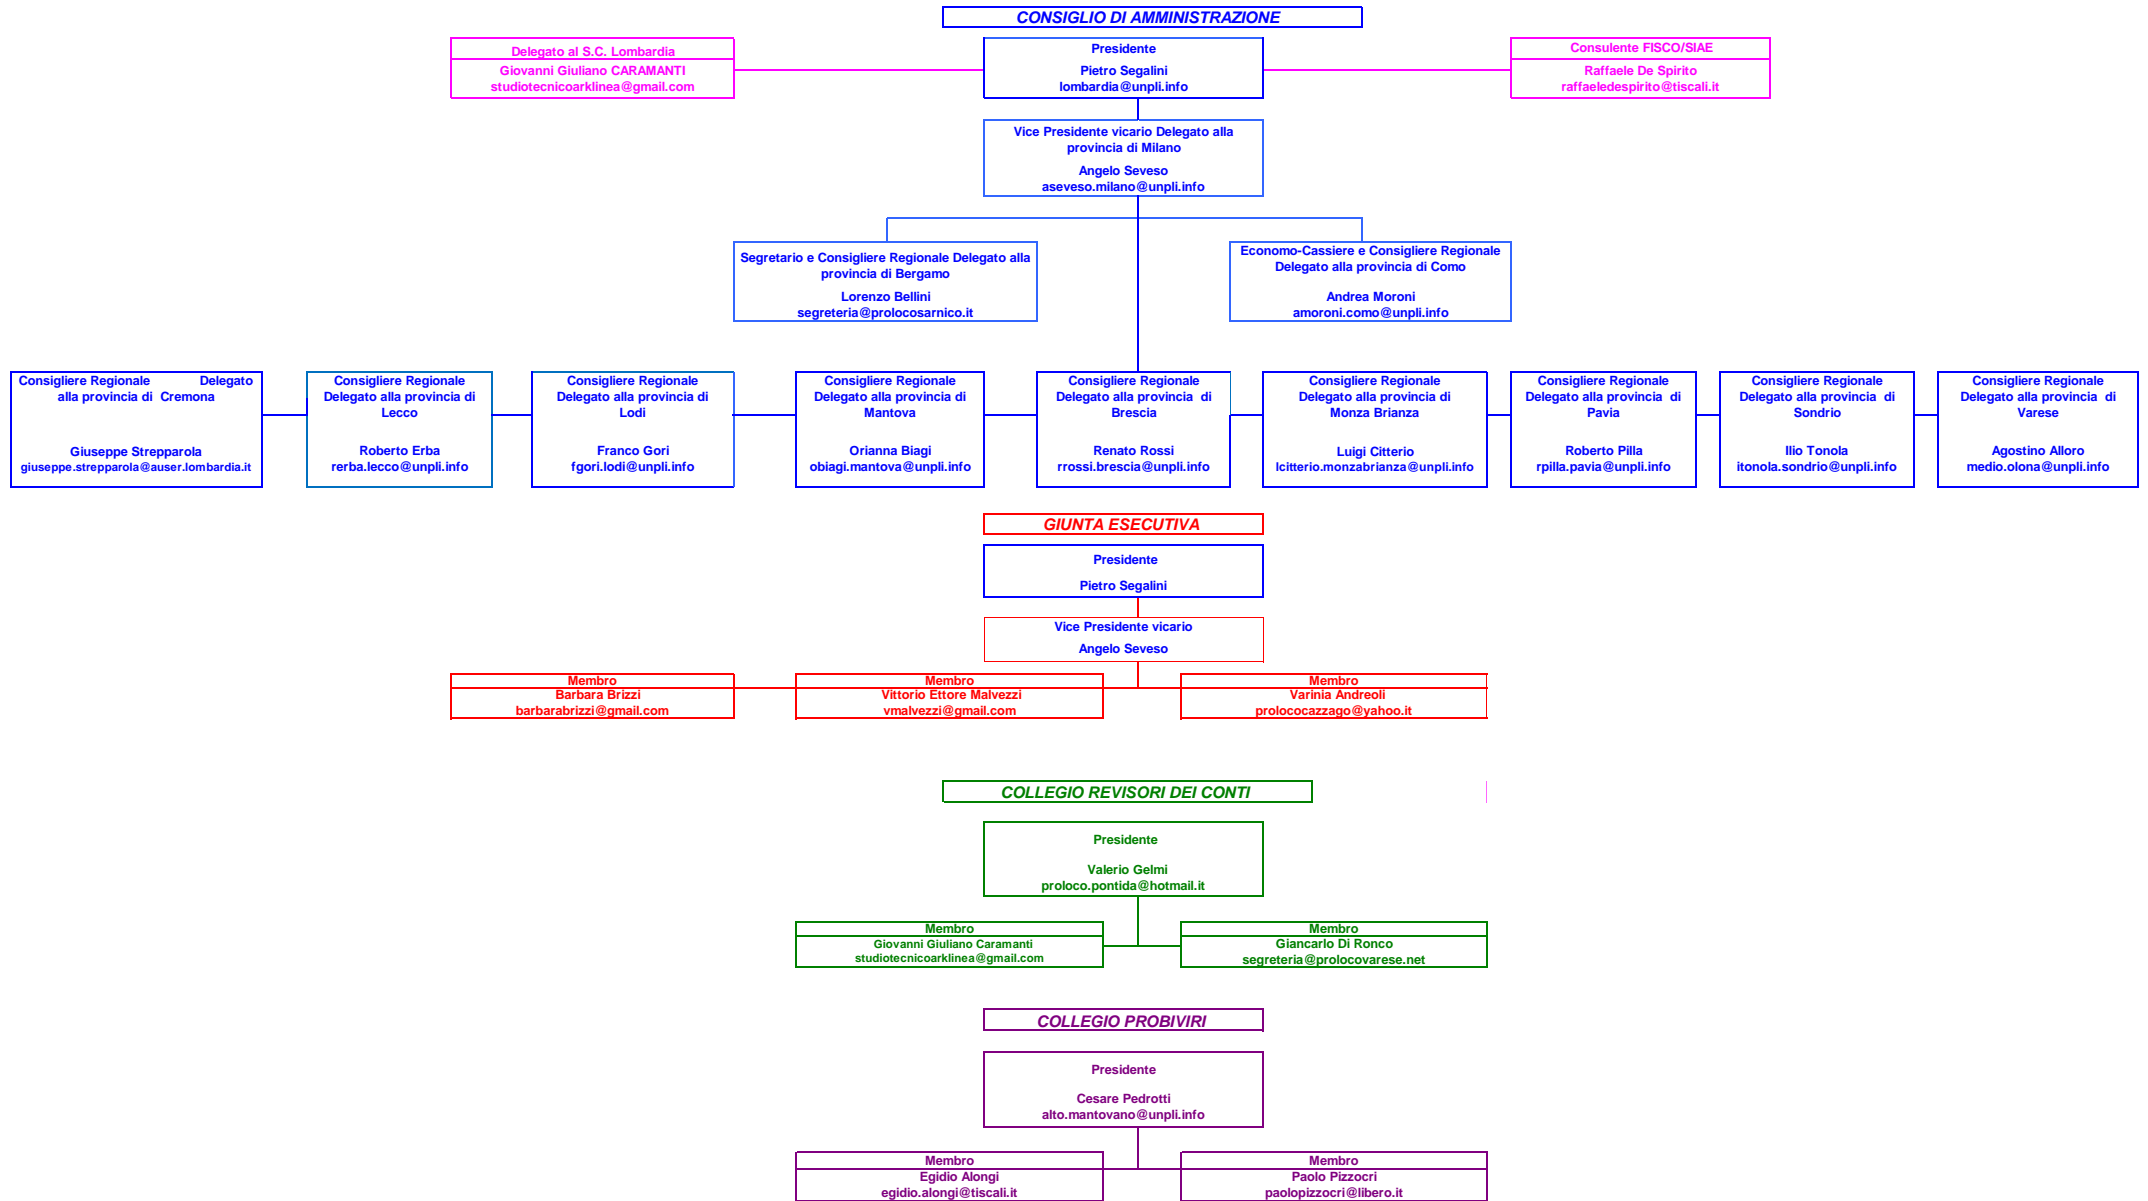 CONSIGLIO DI AMMINISTRAZIONE
Delegato al S.C. Lombardia
Giovanni Giuliano CARAMANTI
studiotecnicoarklinea@gmail.com
Presidente
Pietro Segalini
lombardia@unpli.info
Consulente FISCO/SIAE
Raffaele De Spirito
raffaeledespirito@tiscali.it
Vice Presidente vicario Delegato alla
provincia di Milano
Angelo Seveso
aseveso.milano@unpli.info
Segretario e Consigliere Regionale Delegato alla
provincia di Bergamo
Lorenzo Bellini
segreteria@prolocosarnico.it
Economo-Cassiere e Consigliere Regionale
Delegato alla provincia di Como
Andrea Moroni
amoroni.como@unpli.info
Consigliere Regionale Delegato
alla provincia di Cremona
Giuseppe Strepparola
giuseppe.strepparola@auser.lombardia.it
Consigliere Regionale
Delegato alla provincia di
Lecco
Roberto Erba
rerba.lecco@unpli.info
Consigliere Regionale
Delegato alla provincia di
Lodi
Franco Gori
fgori.lodi@unpli.info
Consigliere Regionale
Delegato alla provincia di
Mantova
Orianna Biagi
obiagi.mantova@unpli.info
Consigliere Regionale
Delegato alla provincia di
Brescia
Renato Rossi
rrossi.brescia@unpli.info
Consigliere Regionale
Delegato alla provincia di
Monza Brianza
Luigi Citterio
lcitterio.monzabrianza@unpli.info
Consigliere Regionale
Delegato alla provincia di
Pavia
Roberto Pilla
rpilla.pavia@unpli.info
Consigliere Regionale
Delegato alla provincia di
Sondrio
Ilio Tonola
itonola.sondrio@unpli.info
Consigliere Regionale
Delegato alla provincia di
Varese
Agostino Alloro
medio.olona@unpli.info
GIUNTA ESECUTIVA
Presidente
Pietro Segalini
Vice Presidente vicario
Angelo Seveso
Membro
Barbara Brizzi
barbarabrizzi@gmail.com
Membro
Vittorio Ettore Malvezzi
vmalvezzi@gmail.com
Membro
Varinia Andreoli
prolococazzago@yahoo.it
COLLEGIO REVISORI DEI CONTI
Presidente
Valerio Gelmi
proloco.pontida@hotmail.it
Membro
Giovanni Giuliano Caramanti
studiotecnicoarklinea@gmail.com
Membro
Giancarlo Di Ronco
segreteria@prolocovarese.net
COLLEGIO PROBIVIRI
Presidente
Cesare Pedrotti
alto.mantovano@unpli.info
Membro
Egidio Alongi
egidio.alongi@tiscali.it
Membro
Paolo Pizzocri
paolopizzocri@libero.it